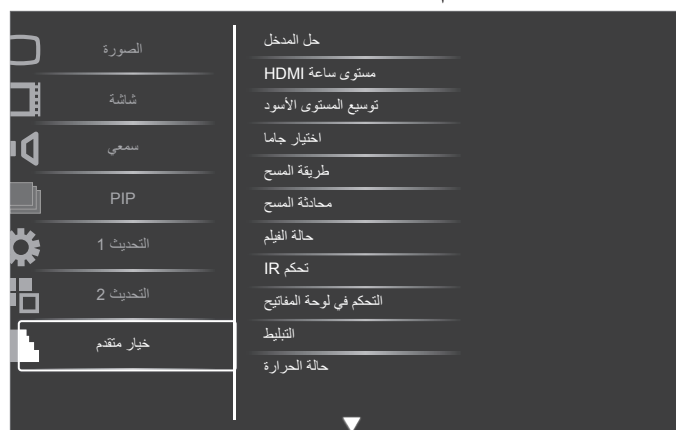 الصورة
شاشة
سمعي
PIP
التحديث 1
التحديث 2
خيار متقدم
حل المدخل
مستوى ساعة HDMI
توسيع المستوى الأسود
اختيار جاما
طريقة المسح
محادثة المسح
حالة الفيلم
تحكم IR
التحكم في لوحة المفاتيح
التبليط
حالة الحرارة